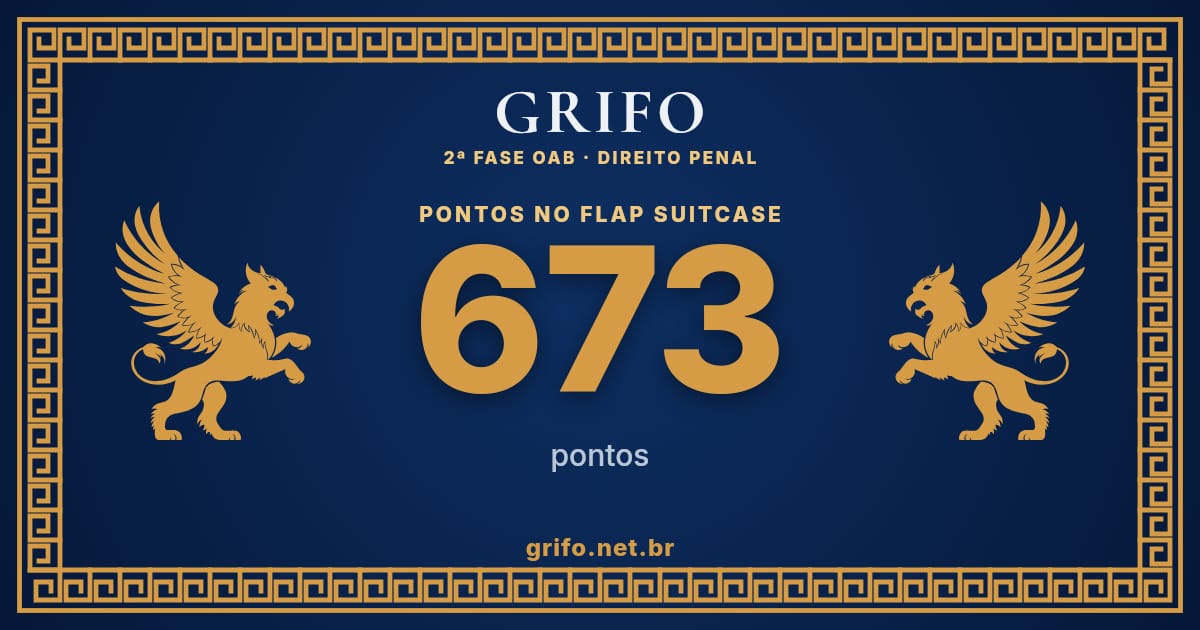 GRIFO
2ª FASE OAB · DIREITO PENAL
PONTOS NO FLAP SUITCASE
673
pontos
grifo.net.br